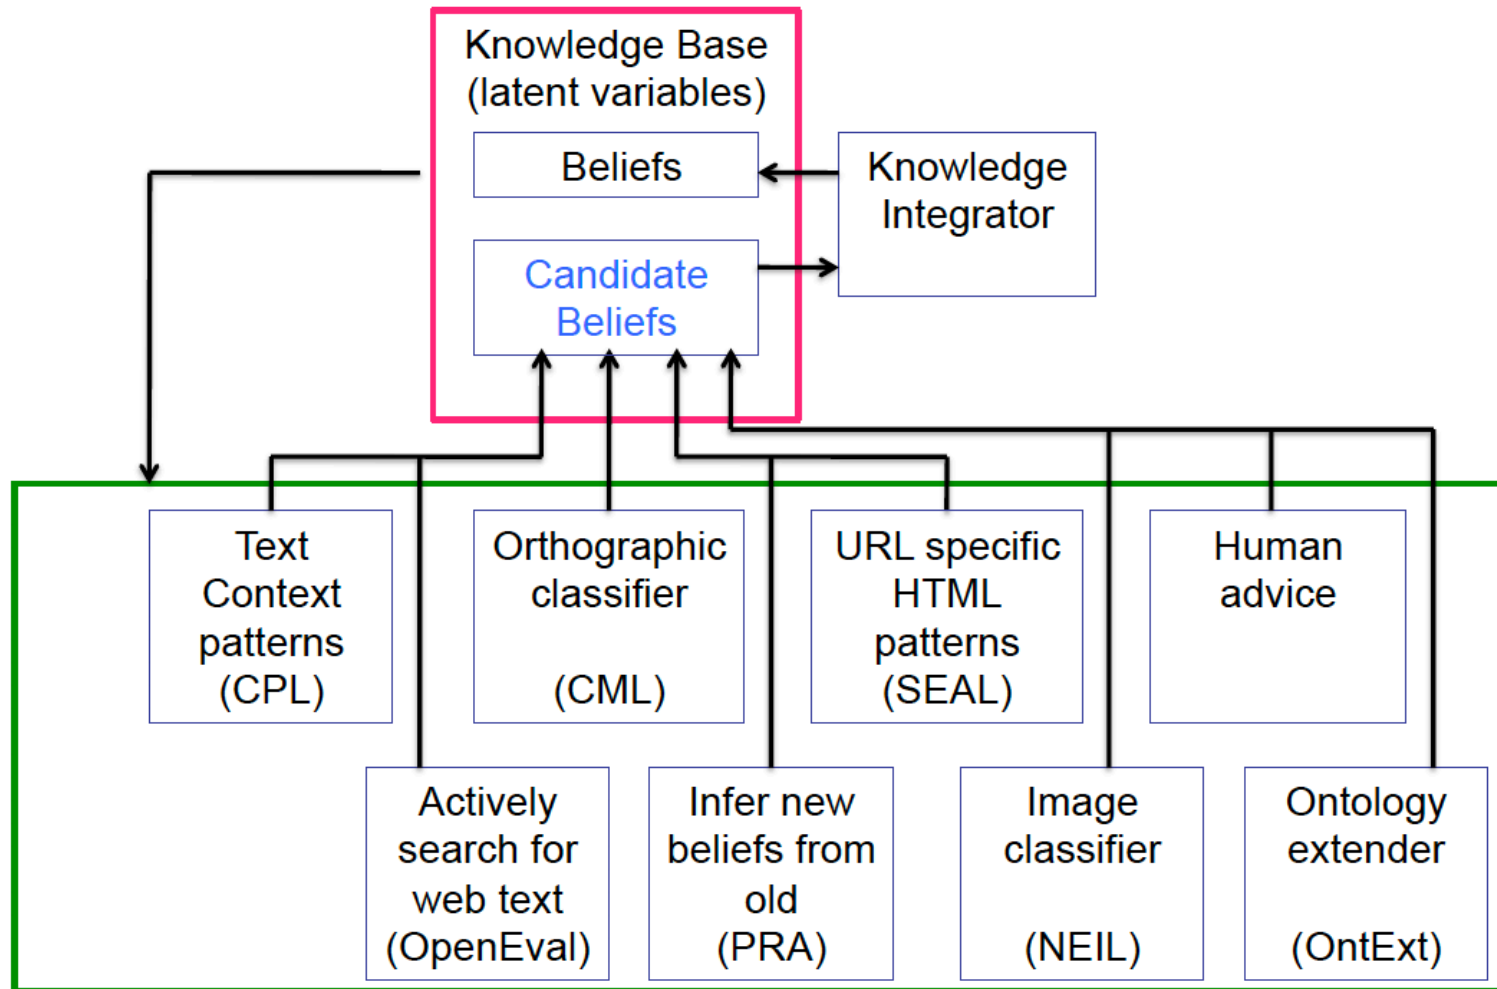 Knowledge Base
(latent variables)
Beliefs
Candidate
Beliefs
Knowledge
Integrator
Text
Context
patterns
(CPL)
Orthographic
classifier
(CML)
URL specific
HTML
patterns
(SEAL)
Human
advice
Actively
search for
web text
(OpenEval)
Infer new
beliefs from
old
(PRA)
Image
classifier
(NEIL)
Ontology
extender
(OntExt)